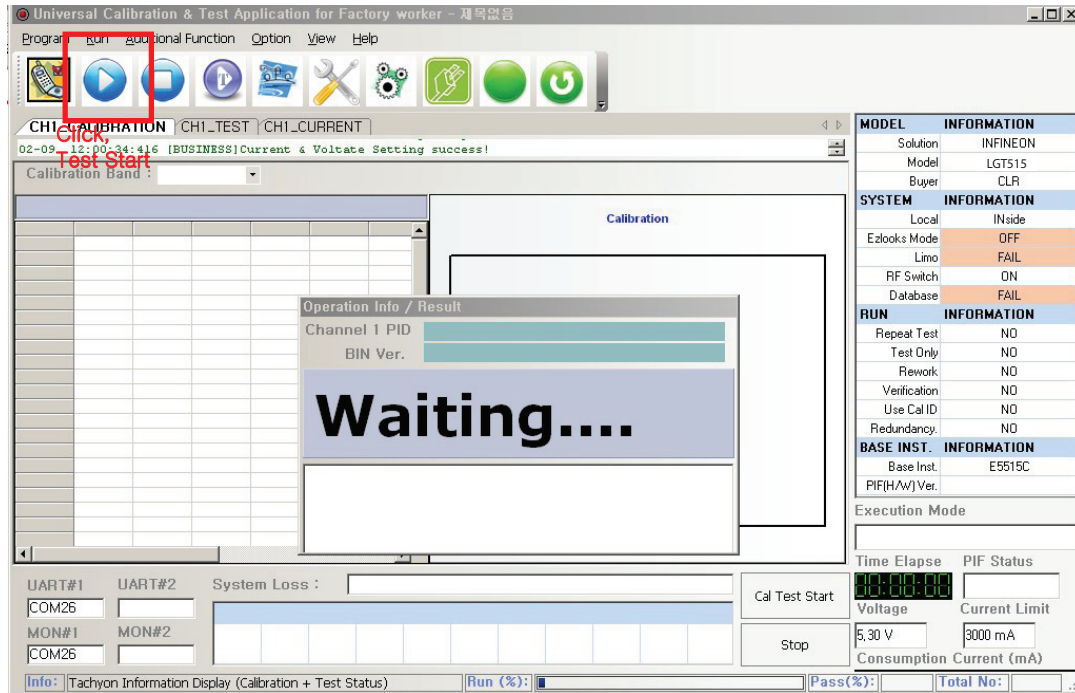 Universal Calibration & Test Application for Factory worker - 제목없음
Program Run Additional Function Option View Help
CH1_CALIBRATION CH1_TEST CH1_CURRENT
Click,
Test Start
02-09 12:00:34:416 [BUSINESS]Current & Voltate Setting success!
Calibration Band :
Calibration
Operation Info / Result
Channel 1 PID
BIN Ver.
Waiting....
MODEL INFORMATION
Solution INFINEON
Model LGT515
Buyer CLR
SYSTEM INFORMATION
Local INside
Ezlooks Mode OFF
Limo FAIL
RF Switch ON
Database FAIL
RUN INFORMATION
Repeat Test NO
Test Only NO
Rework NO
Verification NO
Use Cal ID NO
Redundancy. NO
BASE INST. INFORMATION
Base Inst. E5515C
PIF(H/W) Ver.
Execution Mode
Time Elapse PIF Status
00:00:00
Voltage Current Limit
5,30 V 3000 mA
Consumption Current (mA)
UART#1 UART#2 System Loss :
COM26
MON#1 MON#2
COM26
Cal Test Start
Stop
Info: Tachyon Information Display (Calibration + Test Status) Run (%): Pass(%): Total No: